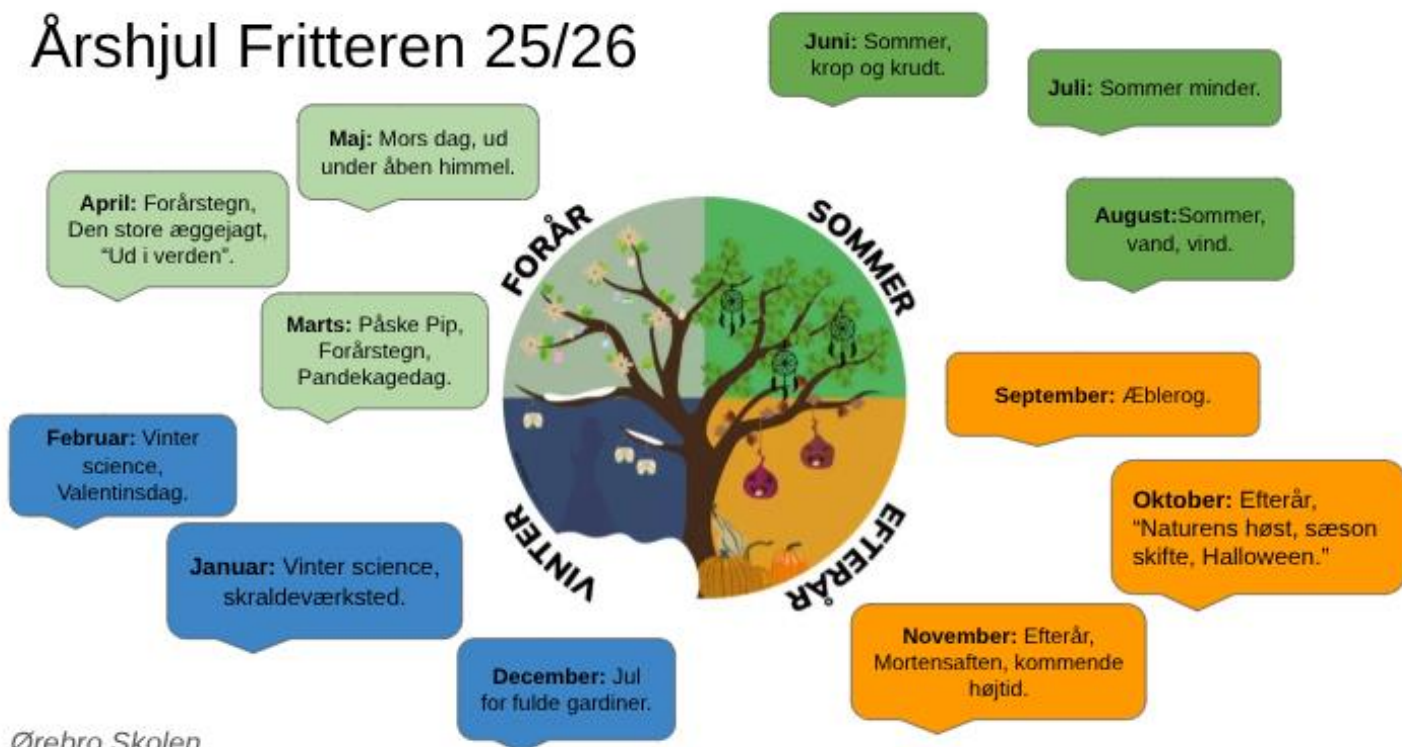 Årshjul Fritteren 25/26
Juni: Sommer,
krop og krudt.
Juli: Sommer minder.
Maj: Mors dag, ud
under åben himmel.
April: Forårstegn,
Den store æggejagt,
“Ud i verden”.
August:Sommer,
vand, vind.
FORÅR
SOMMER
Marts: Påske Pip,
Forårstegn,
Pandekagedag.
September: Æblerog.
Februar: Vinter
science,
Valentinsdag.
Oktober: Efterår,
“Naturens høst, sæson
skifte, Halloween.”
Januar: Vinter science,
skraldeværksted.
VINTER
EFTERÅR
November: Efterår,
Mortensaften, kommende
højtid.
December: Jul
for fulde gardiner.
Ørebro Skolen